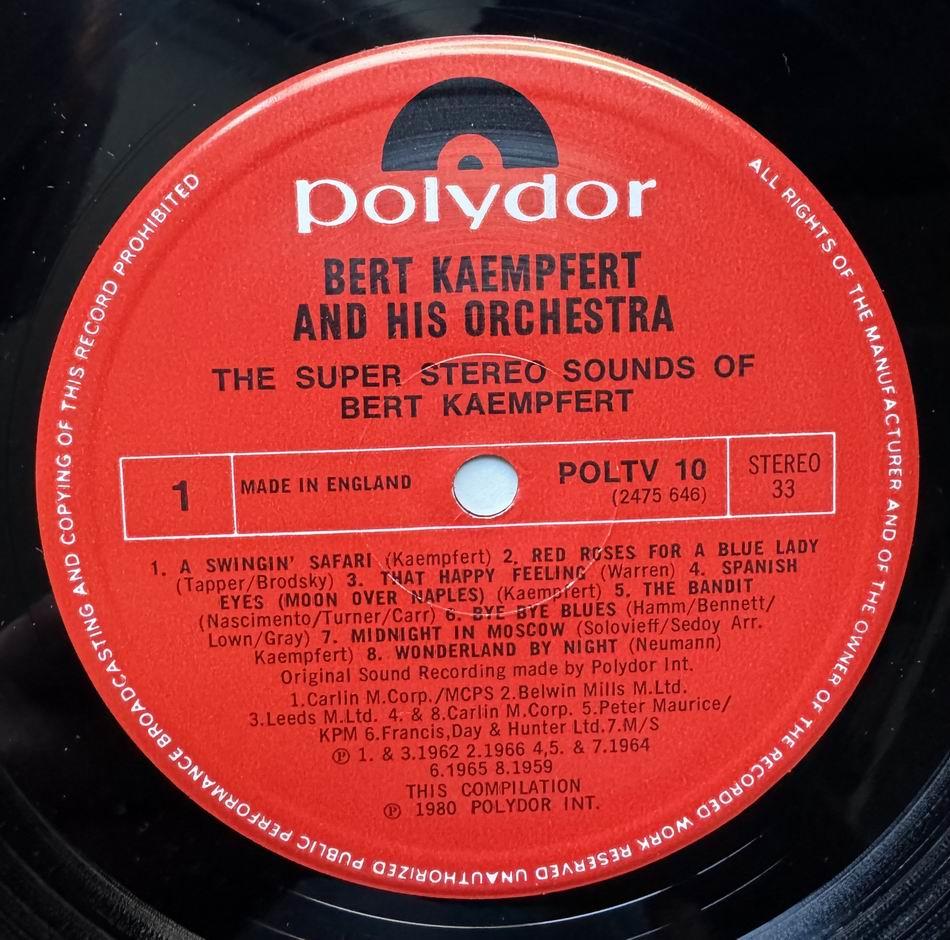 polydor
BERT KAEMPFERT
AND HIS ORCHESTRA
THE SUPER STEREO SOUNDS OF
BERT KAEMPFERT
1
MADE IN ENGLAND
POLTV 10
(2475 646)
STEREO
33
1. A SWINGIN' SAFARI (Kaempfert) 2. RED ROSES FOR A BLUE LADY
(Tapper/Brodsky) 3. THAT HAPPY FEELING (Warren) 4. SPANISH
EYES (MOON OVER NAPLES) (Kaempfert) 5. THE BANDIT
(Nascimento/Turner/Carr) 6. BYE BYE BLUES (Hamm/Bennett/
Lown/Gray) 7. MIDNIGHT IN MOSCOW (Solovieff/Sedoy Arr.
Kaempfert) 8. WONDERLAND BY NIGHT (Neumann)
Original Sound Recording made by Polydor Int.
1.Carlin M.Corp./MCPS 2.Belwin Mills M.Ltd.
3.Leeds M.Ltd. 4. & 8.Carlin M.Corp. 5.Peter Maurice/
KPM 6.Francis,Day & Hunter Ltd.7.M/S
℗ 1. & 3.1962 2.1966 4,5. & 7.1964
6.1965 8.1959
THIS COMPILATION
℗ 1980 POLYDOR INT.
ALL RIGHTS OF THE MANUFACTURER AND OF THE OWNER OF THE RECORDED WORK RESERVED UNAUTHORIZED PUBLIC PERFORMANCE BROADCASTING AND COPYING OF THIS RECORD PROHIBITED